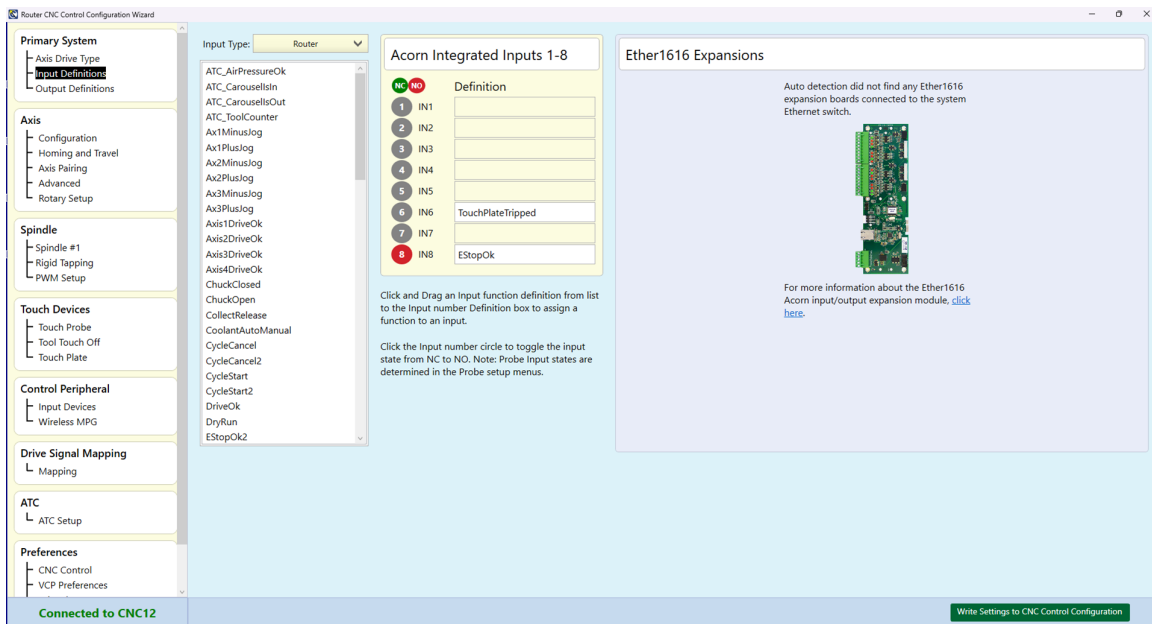 Router CNC Control Configuration Wizard
Primary System
Axis Drive Type
Input Definitions
Output Definitions
Axis
Configuration
Homing and Travel
Axis Pairing
Advanced
Rotary Setup
Spindle
Spindle #1
Rigid Tapping
PWM Setup
Touch Devices
Touch Probe
Tool Touch Off
Touch Plate
Control Peripheral
Input Devices
Wireless MPG
Drive Signal Mapping
Mapping
ATC
ATC Setup
Preferences
CNC Control
VCP Preferences
Connected to CNC12
Input Type: Router
ATC_AirPressureOk
ATC_CarouselIsIn
ATC_CarouselIsOut
ATC_ToolCounter
Ax1MinusJog
Ax1PlusJog
Ax2MinusJog
Ax2PlusJog
Ax3MinusJog
Ax3PlusJog
Axis1DriveOk
Axis2DriveOk
Axis3DriveOk
Axis4DriveOk
ChuckClosed
ChuckOpen
CollectRelease
CoolantAutoManual
CycleCancel
CycleCancel2
CycleStart
CycleStart2
DriveOk
DryRun
EStopOk2
Acorn Integrated Inputs 1-8
NC NO Definition
1 IN1
2 IN2
3 IN3
4 IN4
5 IN5
6 IN6 TouchPlateTripped
7 IN7
8 IN8 EStopOk
Click and Drag an Input function definition from list
to the Input number Definition box to assign a
function to an input.
Click the Input number circle to toggle the input
state from NC to NO. Note: Probe Input states are
determined in the Probe setup menus.
Ether1616 Expansions
Auto detection did not find any Ether1616
expansion boards connected to the system
Ethernet switch.
For more information about the Ether1616
Acorn input/output expansion module, click
here.
Write Settings to CNC Control Configuration